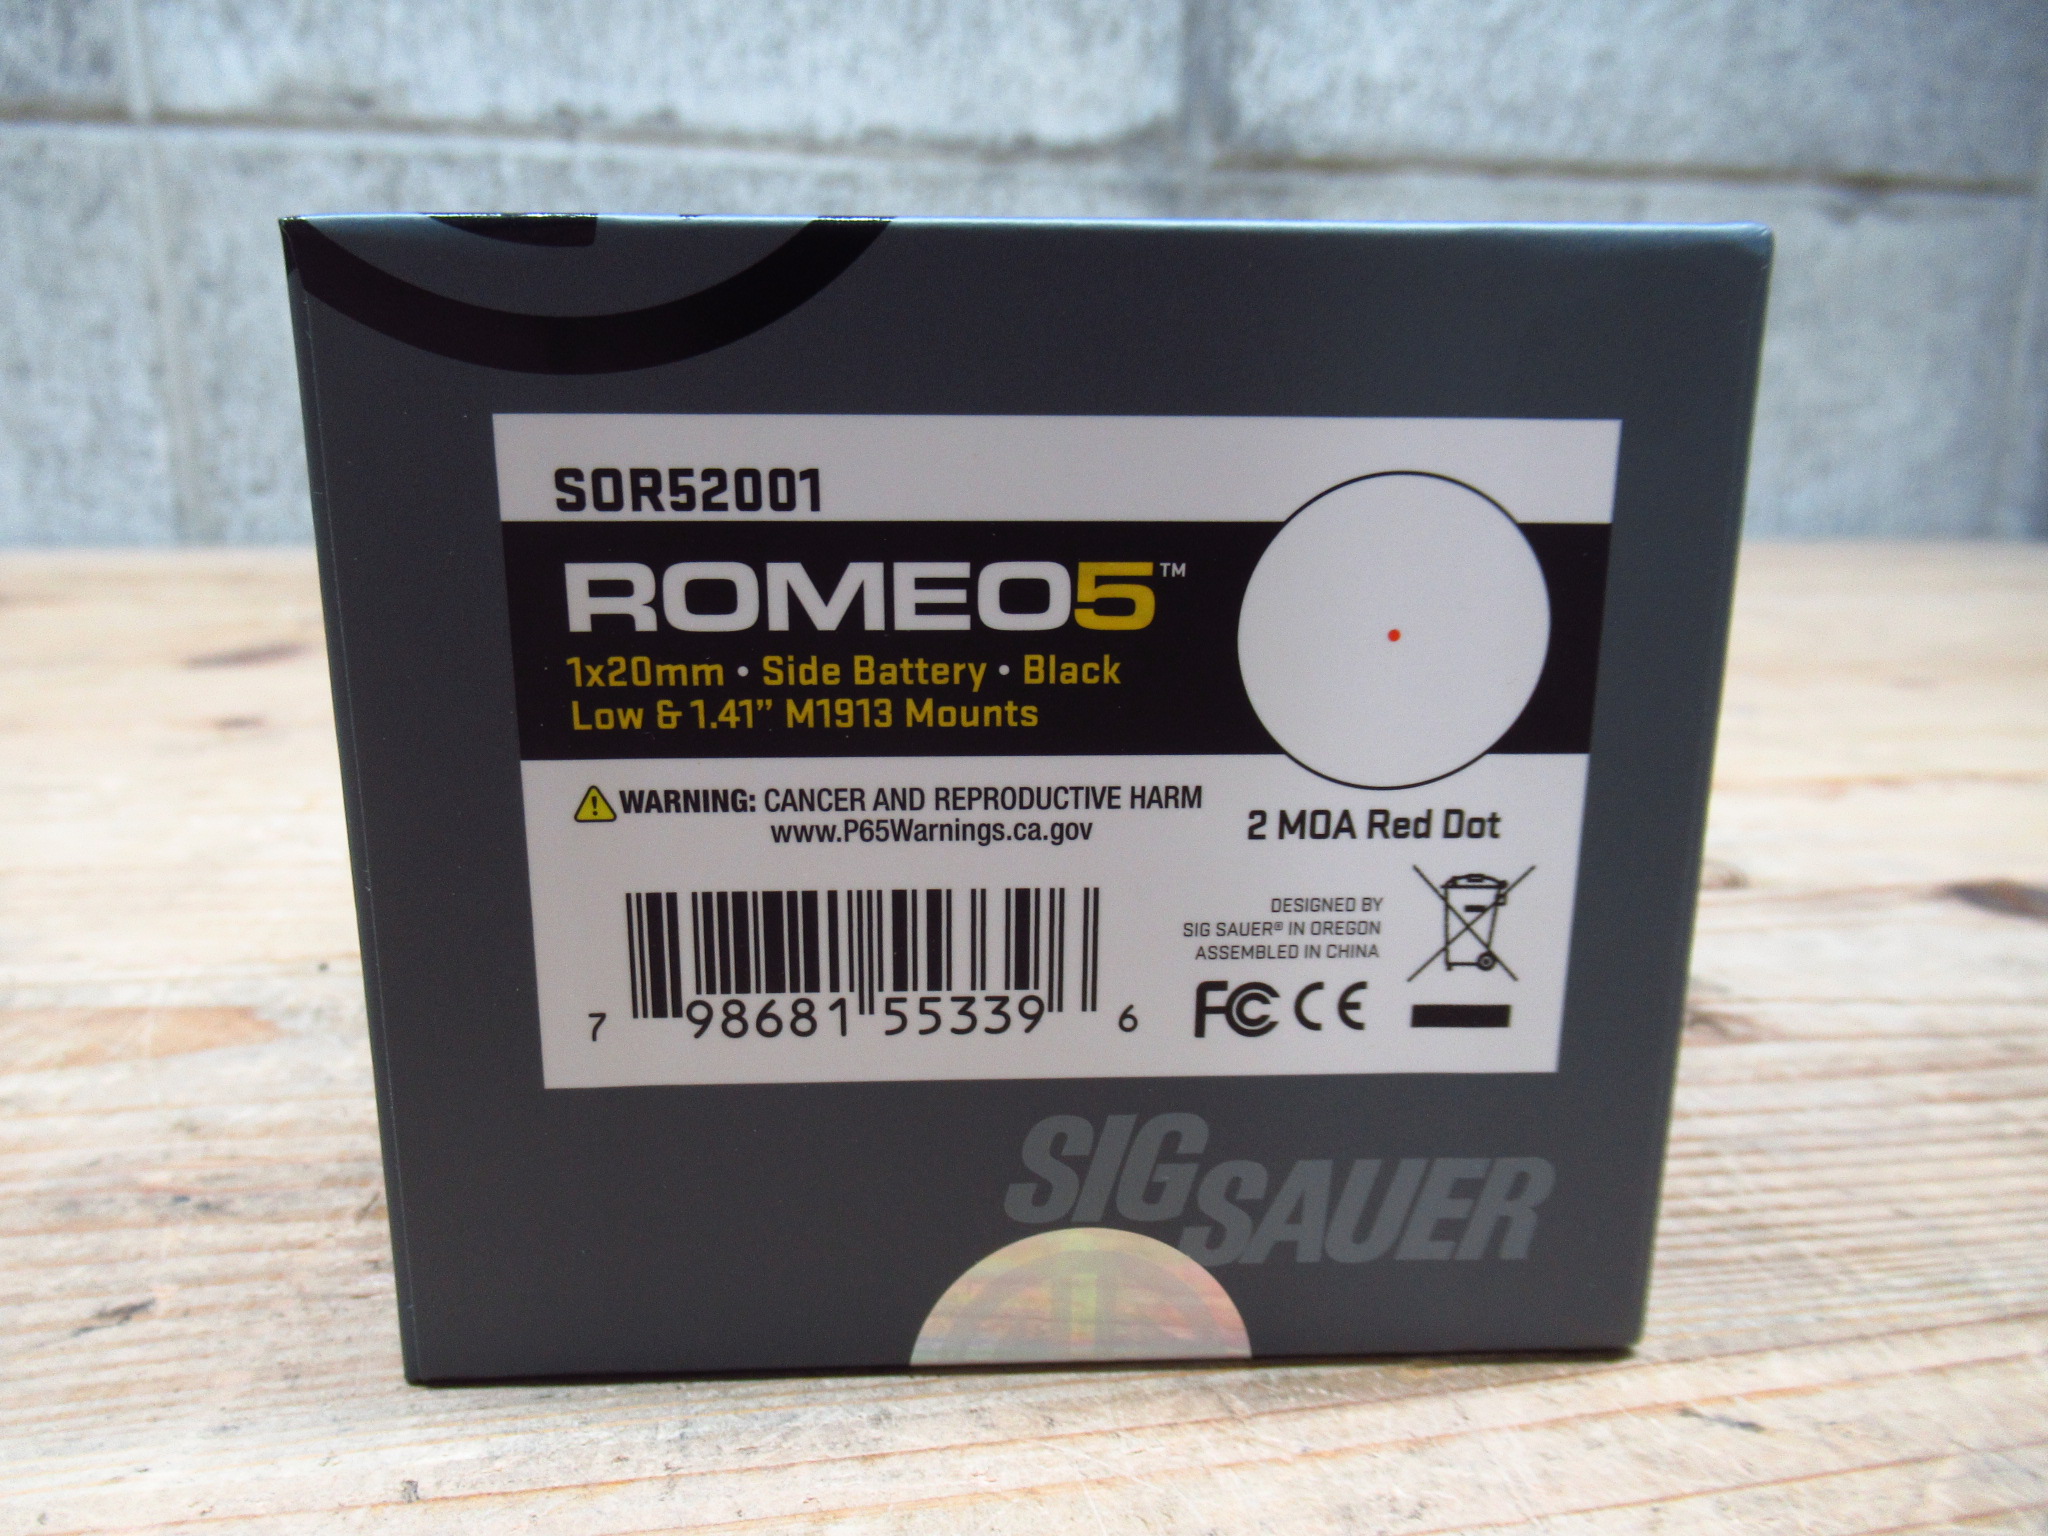 SOR52001
ROMEO5™
1x20mm • Side Battery • Black
Low & 1.41” M1913 Mounts
WARNING: CANCER AND REPRODUCTIVE HARM
www.P65Warnings.ca.gov
2 MOA Red Dot
DESIGNED BY
SIG SAUER® IN OREGON
ASSEMBLED IN CHINA
7 98681 55339 6
FC CE
SIG SAUER